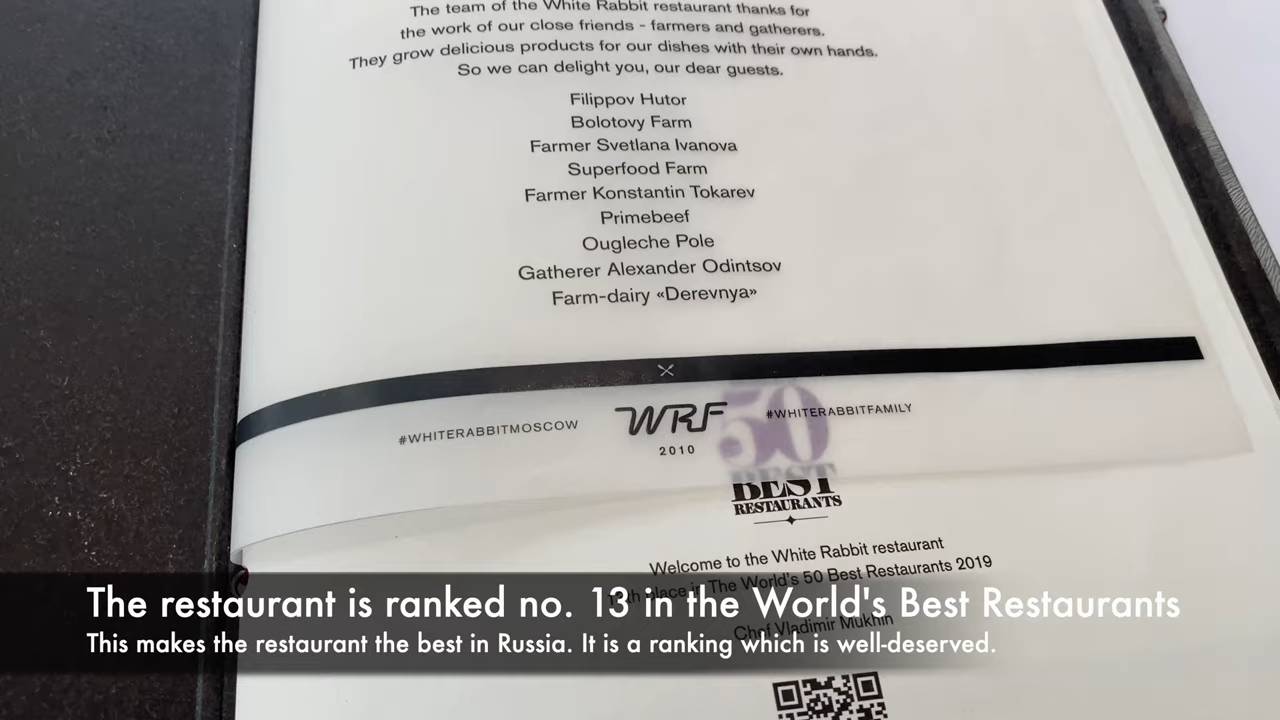 The team of the White Rabbit restaurant thanks for
the work of our close friends - farmers and gatherers.
They grow delicious products for our dishes with their own hands.
So we can delight you, our dear guests.
Filippov Hutor
Bolotovy Farm
Farmer Svetlana Ivanova
Superfood Farm
Farmer Konstantin Tokarev
Primebeef
Ougleche Pole
Gatherer Alexander Odintsov
Farm-dairy «Derevnya»
#WHITERABBITMOSCOW
WRF
2010
#WHITERABBITFAMILY
50
BEST
RESTAURANTS
Welcome to the White Rabbit restaurant
place in The World's 50 Best Restaurants 2019
Chef Vladimir Mukhin
The restaurant is ranked no. 13 in the World's Best Restaurants
This makes the restaurant the best in Russia. It is a ranking which is well-deserved.